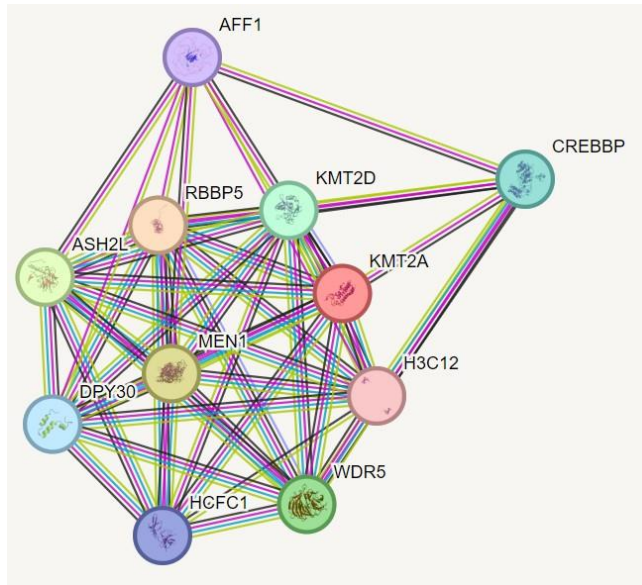 AFF1
CREBBP
RBBP5
KMT2D
ASH2L
KMT2A
MEN1
H3C12
DPY30
WDR5
HCFC1